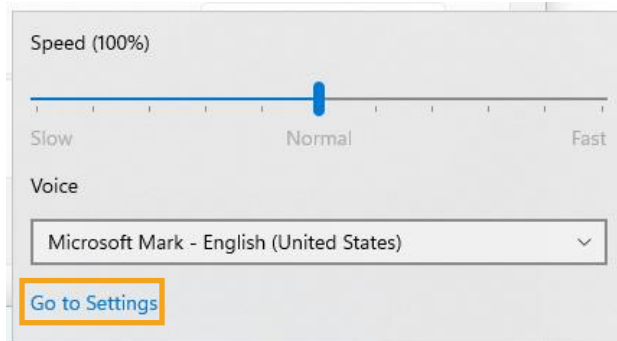 Speed (100%)
Slow Normal Fast
Voice
Microsoft Mark - English (United States)
Go to Settings